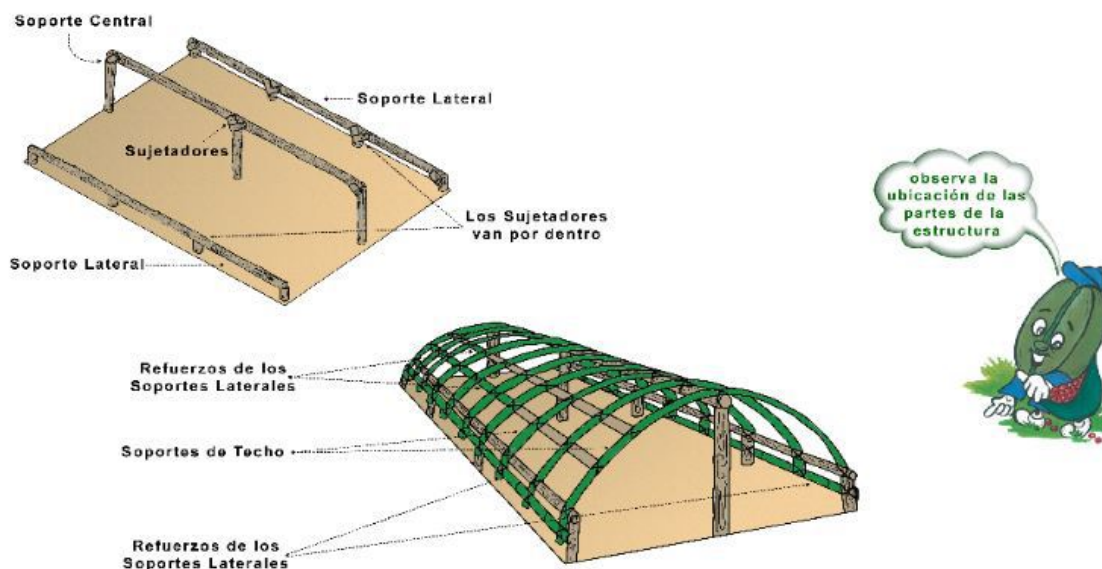 Soporte Central
Soporte Lateral
Sujetadores
Los Sujetadores
van por dentro
Soporte Lateral
observa la
ubicación de las
partes de la
estructura
Refuerzos de los
Soportes Laterales
Soportes de Techo
Refuerzos de los
Soportes Laterales